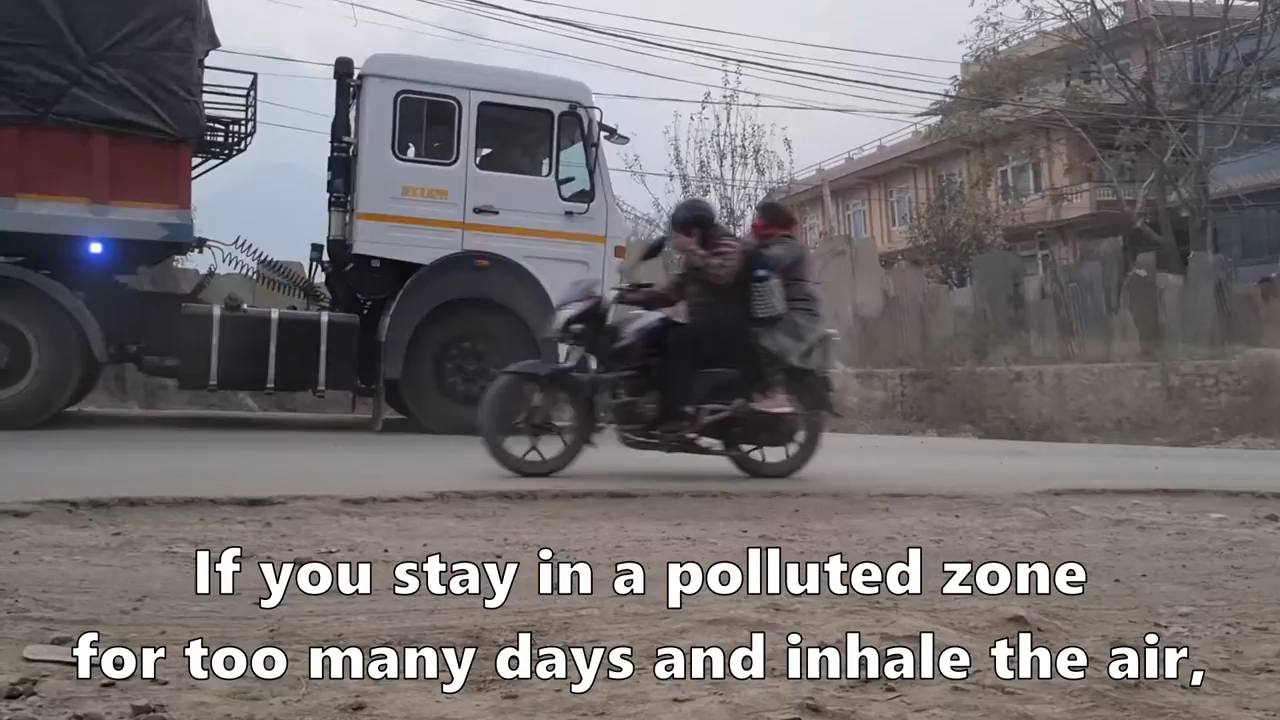 If you stay in a polluted zone
for too many days and inhale the air,